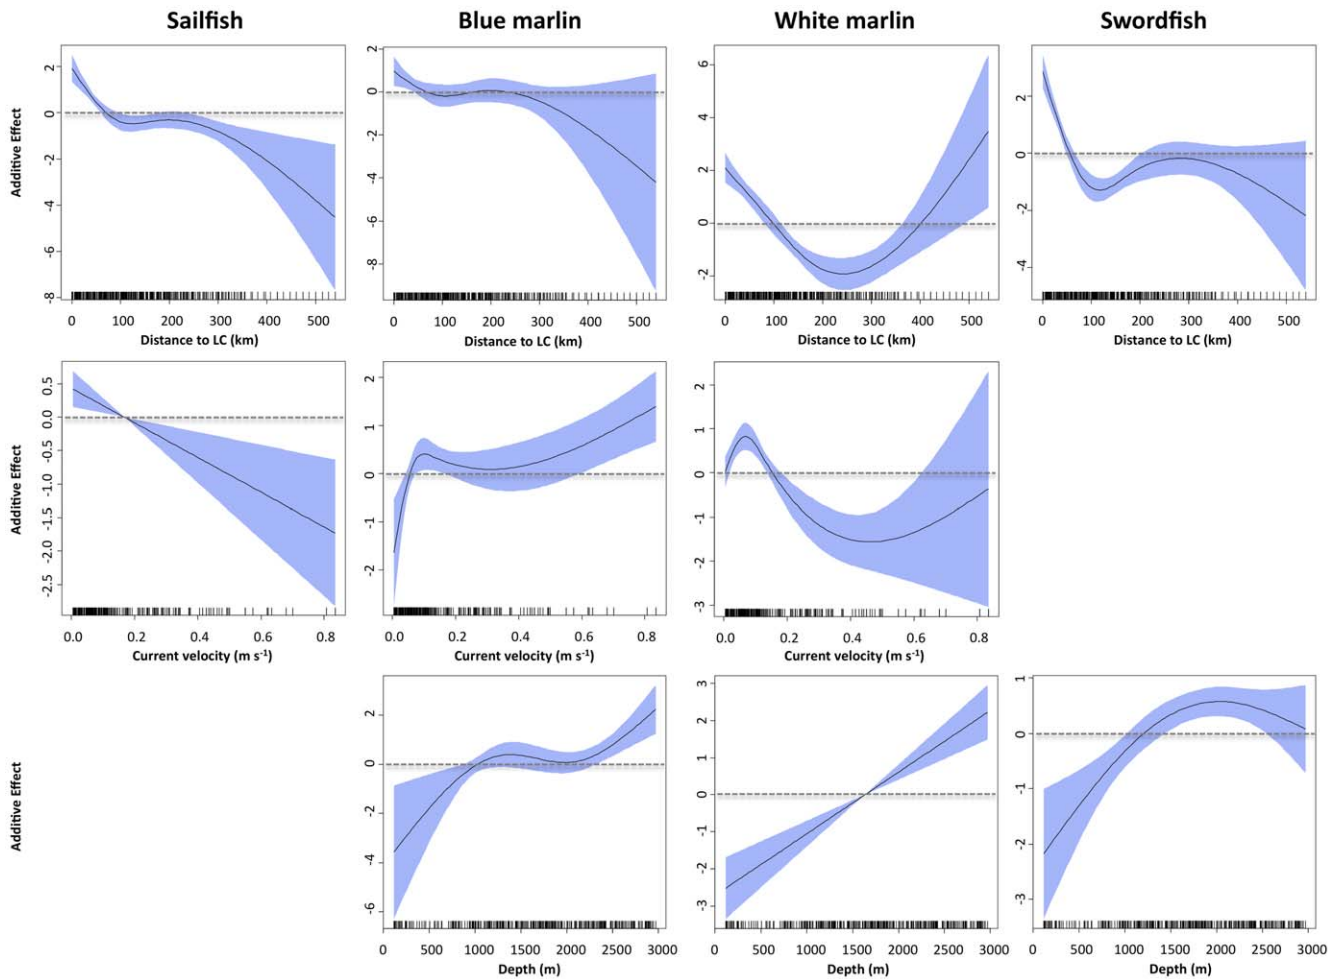 Sailfish Blue marlin White marlin Swordfish
Additive Effect
2
0
-2
-4
-6
-8
0 100 200 300 400 500
Distance to LC (km)
2
0
-2
-4
-6
-8
0 100 200 300 400 500
Distance to LC (km)
6
4
2
0
-2
0 100 200 300 400 500
Distance to LC (km)
2
0
-2
-4
0 100 200 300 400 500
Distance to LC (km)
Additive Effect
0.5
0.0
-0.5
-1.0
-1.5
-2.0
-2.5
0.0 0.2 0.4 0.6 0.8
Current velocity (m s⁻¹)
2
1
0
-1
-2
0.0 0.2 0.4 0.6 0.8
Current velocity (m s⁻¹)
2
1
0
-1
-2
-3
0.0 0.2 0.4 0.6 0.8
Current velocity (m s⁻¹)
Additive Effect
2
0
-2
-4
-6
0 500 1000 1500 2000 2500 3000
Depth (m)
3
2
1
0
-1
-2
-3
0 500 1000 1500 2000 2500 3000
Depth (m)
1
0
-1
-2
-3
0 500 1000 1500 2000 2500 3000
Depth (m)